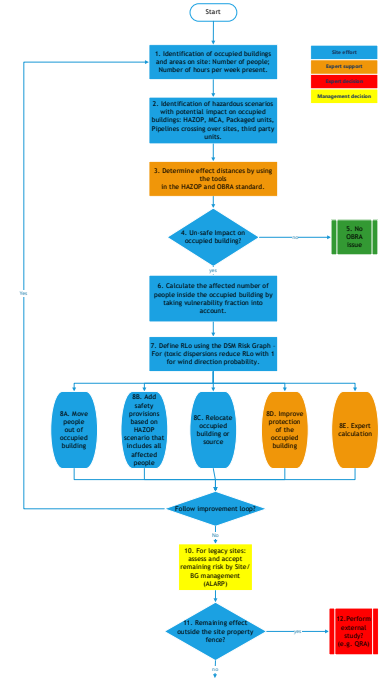 Start
1. Identification of occupied buildings
and areas on site: Number of people;
Number of hours per week present.
Site effort
Expert support
Management decision
2. Identification of hazardous scenarios
with potential impact on occupied
buildings: HAZOP, MCA, Packaged units,
Pipelines crossing over sites, third party
units.
3. Determine effect distances by using
the tools
in the HAZOP and OBRA standard.
4. Un-safe impact on
occupied building?
no
5. No
OBRA
issue
yes
6. Calculate the affected number of
people inside the occupied building by
taking vulnerability fraction into
account.
Yes
7. Define RLo using the DSM Risk Graph -
For (toxic dispersions reduce RLo with 1
for wind direction probability.
8A. Move
people
out of
occupied
building
8B. Add
safety
provisions
based on
HAZOP
scenario that
includes all
affected
people
8C. Relocate
occupied
building or
source
8D. Improve
protection of
the occupied
building
8E. Expert
calculation
Follow improvement loop?
No
10. For legacy sites:
assess and accept
remaining risk by Site/
BG management
(ALARP)
11. Remaining effect
outside the site property
fence?
yes
12.Perform
external
study?
(e.g. QRA)
no